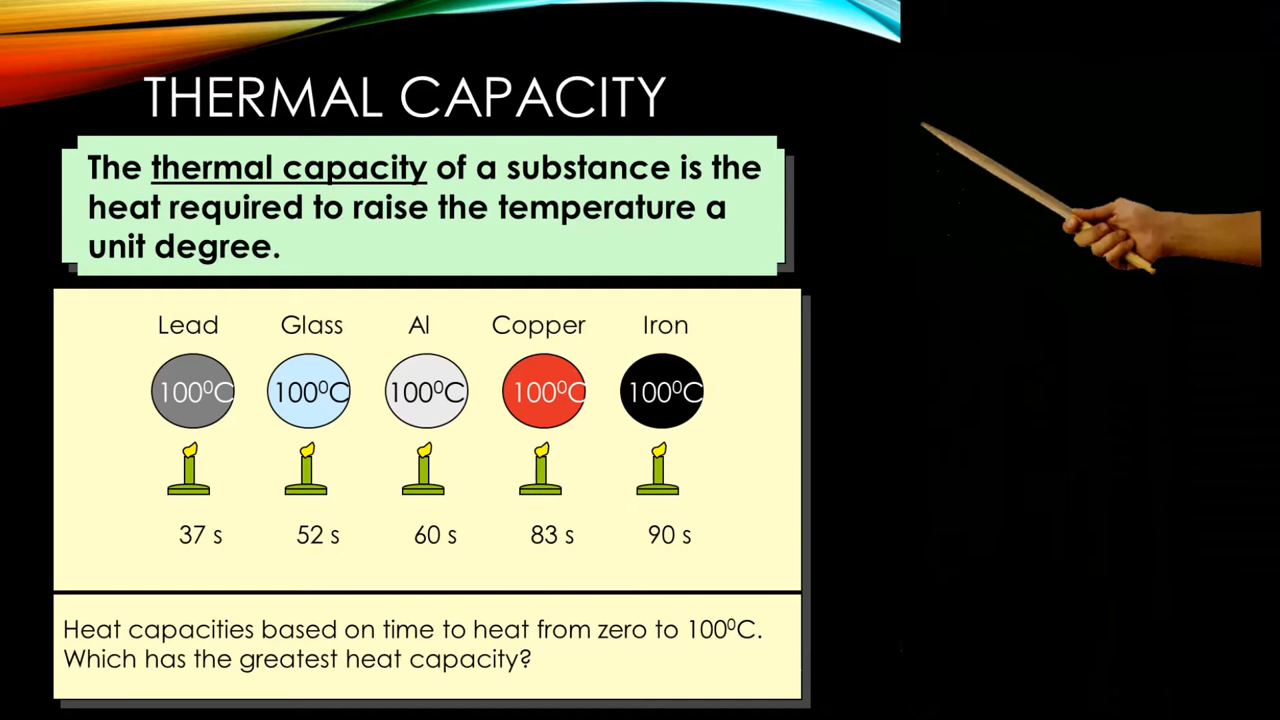 THERMAL CAPACITY
The thermal capacity of a substance is the
heat required to raise the temperature a
unit degree.
Lead Glass Al Copper Iron
100⁰C 100⁰C 100⁰C 100⁰C 100⁰C
37 s 52 s 60 s 83 s 90 s
Heat capacities based on time to heat from zero to 100⁰C.
Which has the greatest heat capacity?